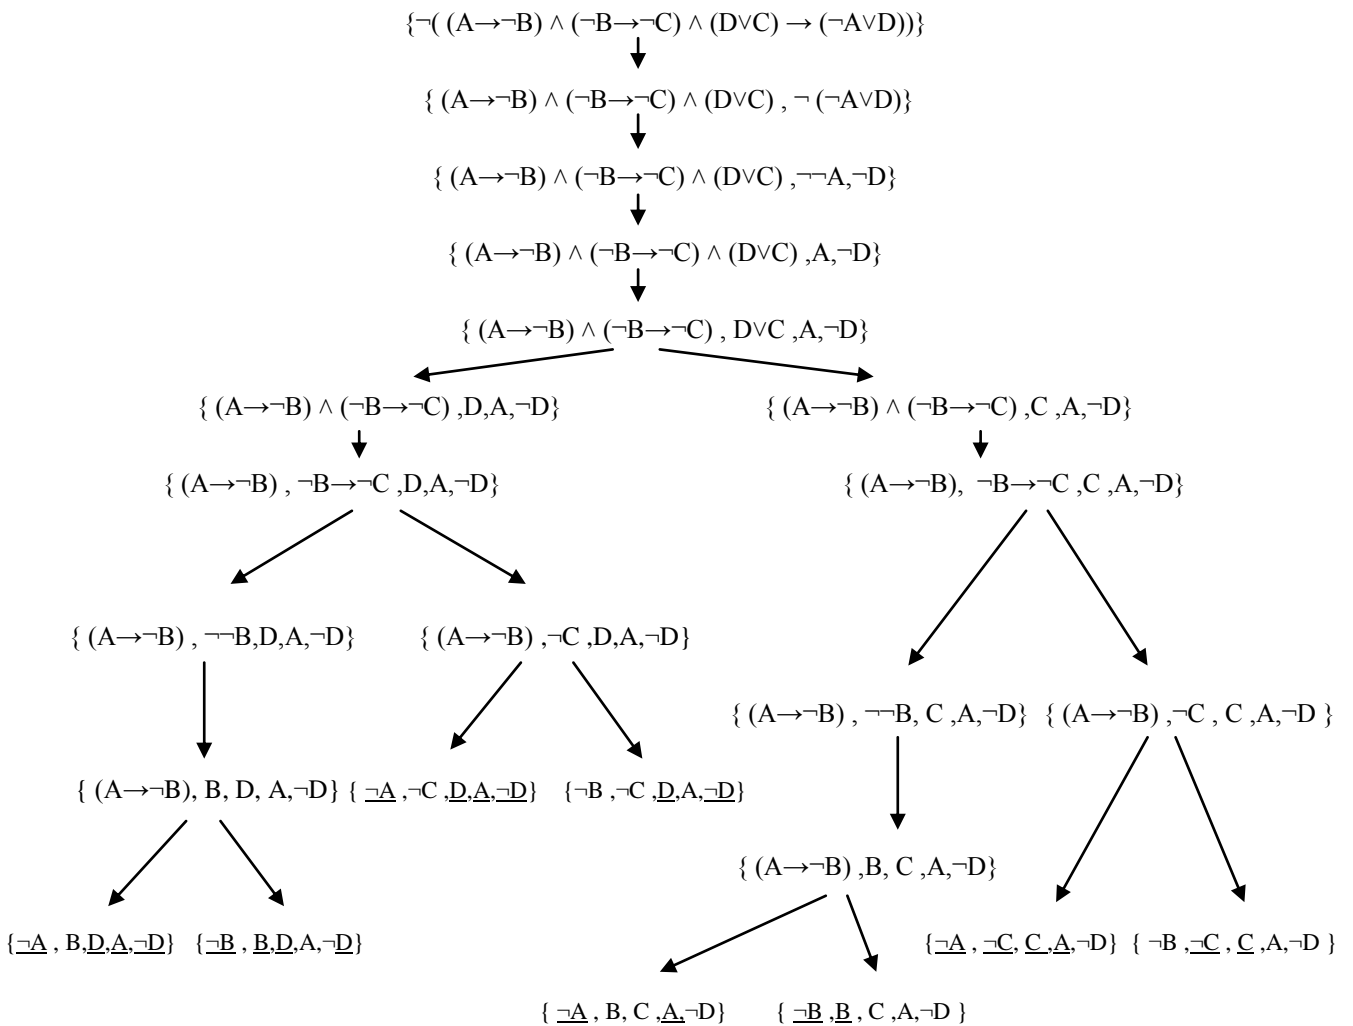 {¬( (A→¬B) ∧ (¬B→¬C) ∧ (D∨C) → (¬A∨D))}
{ (A→¬B) ∧ (¬B→¬C) ∧ (D∨C) , ¬ (¬A∨D)}
{ (A→¬B) ∧ (¬B→¬C) ∧ (D∨C) ,¬¬A,¬D}
{ (A→¬B) ∧ (¬B→¬C) ∧ (D∨C) ,A,¬D}
{ (A→¬B) ∧ (¬B→¬C) , D∨C ,A,¬D}
{ (A→¬B) ∧ (¬B→¬C) ,D,A,¬D}
{ (A→¬B) ∧ (¬B→¬C) ,C ,A,¬D}
{ (A→¬B) , ¬B→¬C ,D,A,¬D}
{ (A→¬B), ¬B→¬C ,C ,A,¬D}
{ (A→¬B) , ¬¬B,D,A,¬D}
{ (A→¬B) ,¬C ,D,A,¬D}
{ (A→¬B) , ¬¬B, C ,A,¬D}
{ (A→¬B) ,¬C , C ,A,¬D }
{ (A→¬B), B, D, A,¬D}
{ ¬A ,¬C ,D,A,¬D}
{¬B ,¬C ,D,A,¬D}
{ (A→¬B) ,B, C ,A,¬D}
{¬A , B,D,A,¬D}
{¬B , B,D,A,¬D}
{¬A , ¬C, C ,A,¬D}
{ ¬B ,¬C , C ,A,¬D }
{ ¬A , B, C ,A,¬D}
{ ¬B ,B , C ,A,¬D }